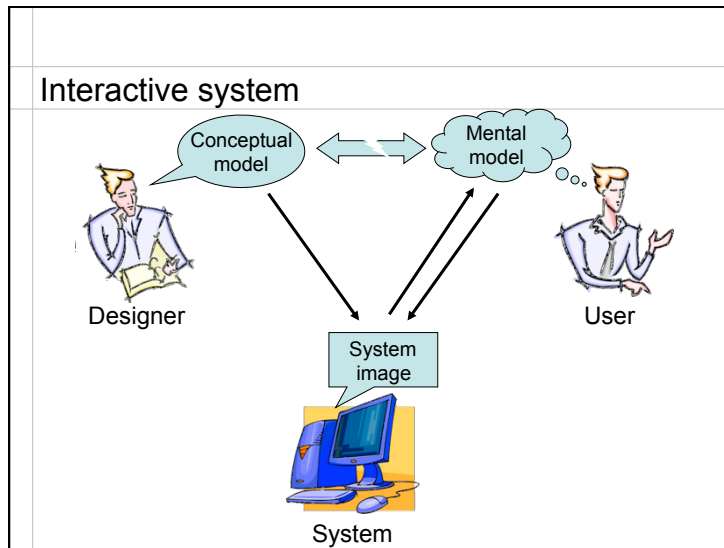 Interactive system
Conceptual
model
Mental
model
Designer
User
System
image
System